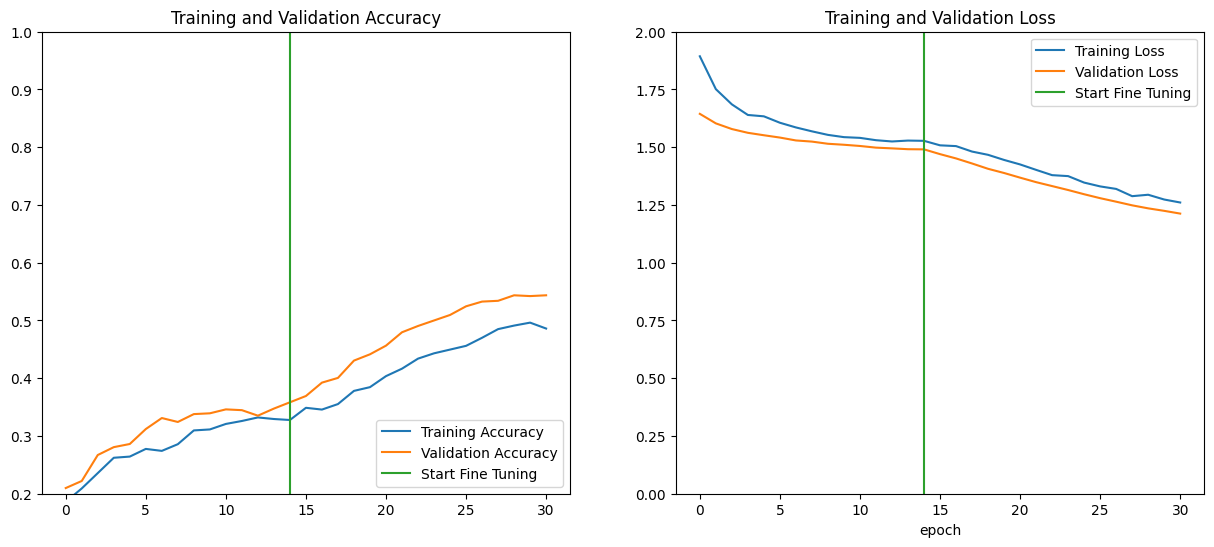 Training and Validation Accuracy
1.0
0.9
0.8
0.7
0.6
0.5
0.4
0.3
0.2
0 5 10 15 20 25 30
Training Accuracy
Validation Accuracy
Start Fine Tuning
Training and Validation Loss
2.00
1.75
1.50
1.25
1.00
0.75
0.50
0.25
0.00
0 5 10 15 20 25 30
epoch
Training Loss
Validation Loss
Start Fine Tuning